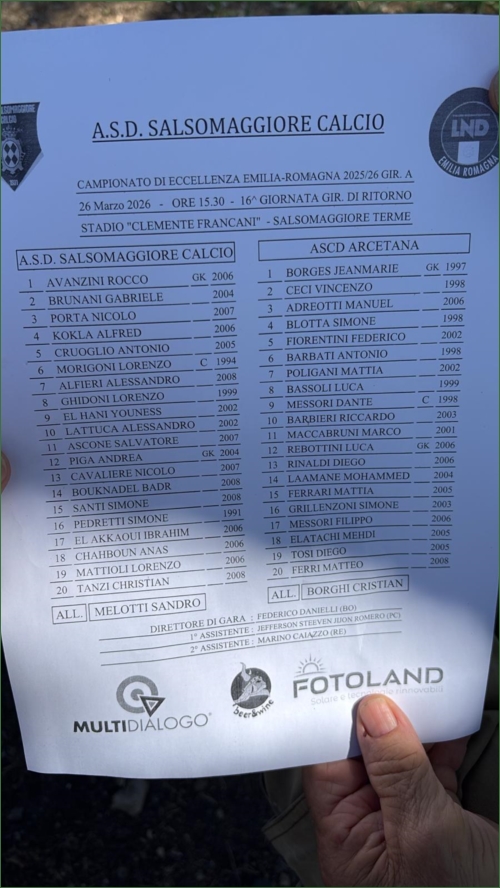 SALSOMAGGIORE
CALCIO
LND
EMILIA ROMAGNA
A.S.D. SALSOMAGGIORE CALCIO
CAMPIONATO DI ECCELLENZA EMILIA-ROMAGNA 2025/26 GIR. A
26 Marzo 2026 - ORE 15.30 - 16^ GIORNATA GIR. DI RITORNO
STADIO "CLEMENTE FRANCANI" - SALSOMAGGIORE TERME
A.S.D. SALSOMAGGIORE CALCIO
1 AVANZINI ROCCO GK 2006
2 BRUNANI GABRIELE 2004
3 PORTA NICOLO 2007
4 KOKLA ALFRED 2006
5 CRUOGLIO ANTONIO 2005
6 MORIGONI LORENZO C 1994
7 ALFIERI ALESSANDRO 2008
8 GHIDONI LORENZO 1999
9 EL HANI YOUNESS 2002
10 LATTUCA ALESSANDRO 2002
11 ASCONE SALVATORE 2007
12 PIGA ANDREA GK 2004
13 CAVALIERE NICOLO 2007
14 BOUKNADEL BADR 2008
15 SANTI SIMONE 2008
16 PEDRETTI SIMONE 1991
17 EL AKKAOUI IBRAHIM 2006
18 CHAHBOUN ANAS 2006
19 MATTIOLI LORENZO 2006
20 TANZI CHRISTIAN 2008
ALL. MELOTTI SANDRO
ASCD ARCETANA
1 BORGES JEANMARIE GK 1997
2 CECI VINCENZO 1998
3 ADREOTTI MANUEL 2006
4 BLOTTA SIMONE 1998
5 FIORENTINI FEDERICO 2002
6 BARBATI ANTONIO 1998
7 POLIGANI MATTIA 2002
8 BASSOLI LUCA 1999
9 MESSORI DANTE C 1998
10 BARBIERI RICCARDO 2003
11 MACCABRUNI MARCO 2001
12 REBOTTINI LUCA GK 2006
13 RINALDI DIEGO 2006
14 LAAMANE MOHAMMED 2004
15 FERRARI MATTIA 2005
16 GRILLENZONI SIMONE 2003
17 MESSORI FILIPPO 2006
18 ELATACHI MEHDI 2005
19 TOSI DIEGO 2005
20 FERRI MATTEO 2008
ALL. BORGHI CRISTIAN
DIRETTORE DI GARA : FEDERICO DANIELLI (BO)
1° ASSISTENTE : JEFFERSON STEEVEN IJJON ROMERO (PC)
2° ASSISTENTE : MARINO CAIAZZO (RE)
MULTIDIALOGO
beer&wine
FOTOLAND
Solare e tecnologie rinnovabili